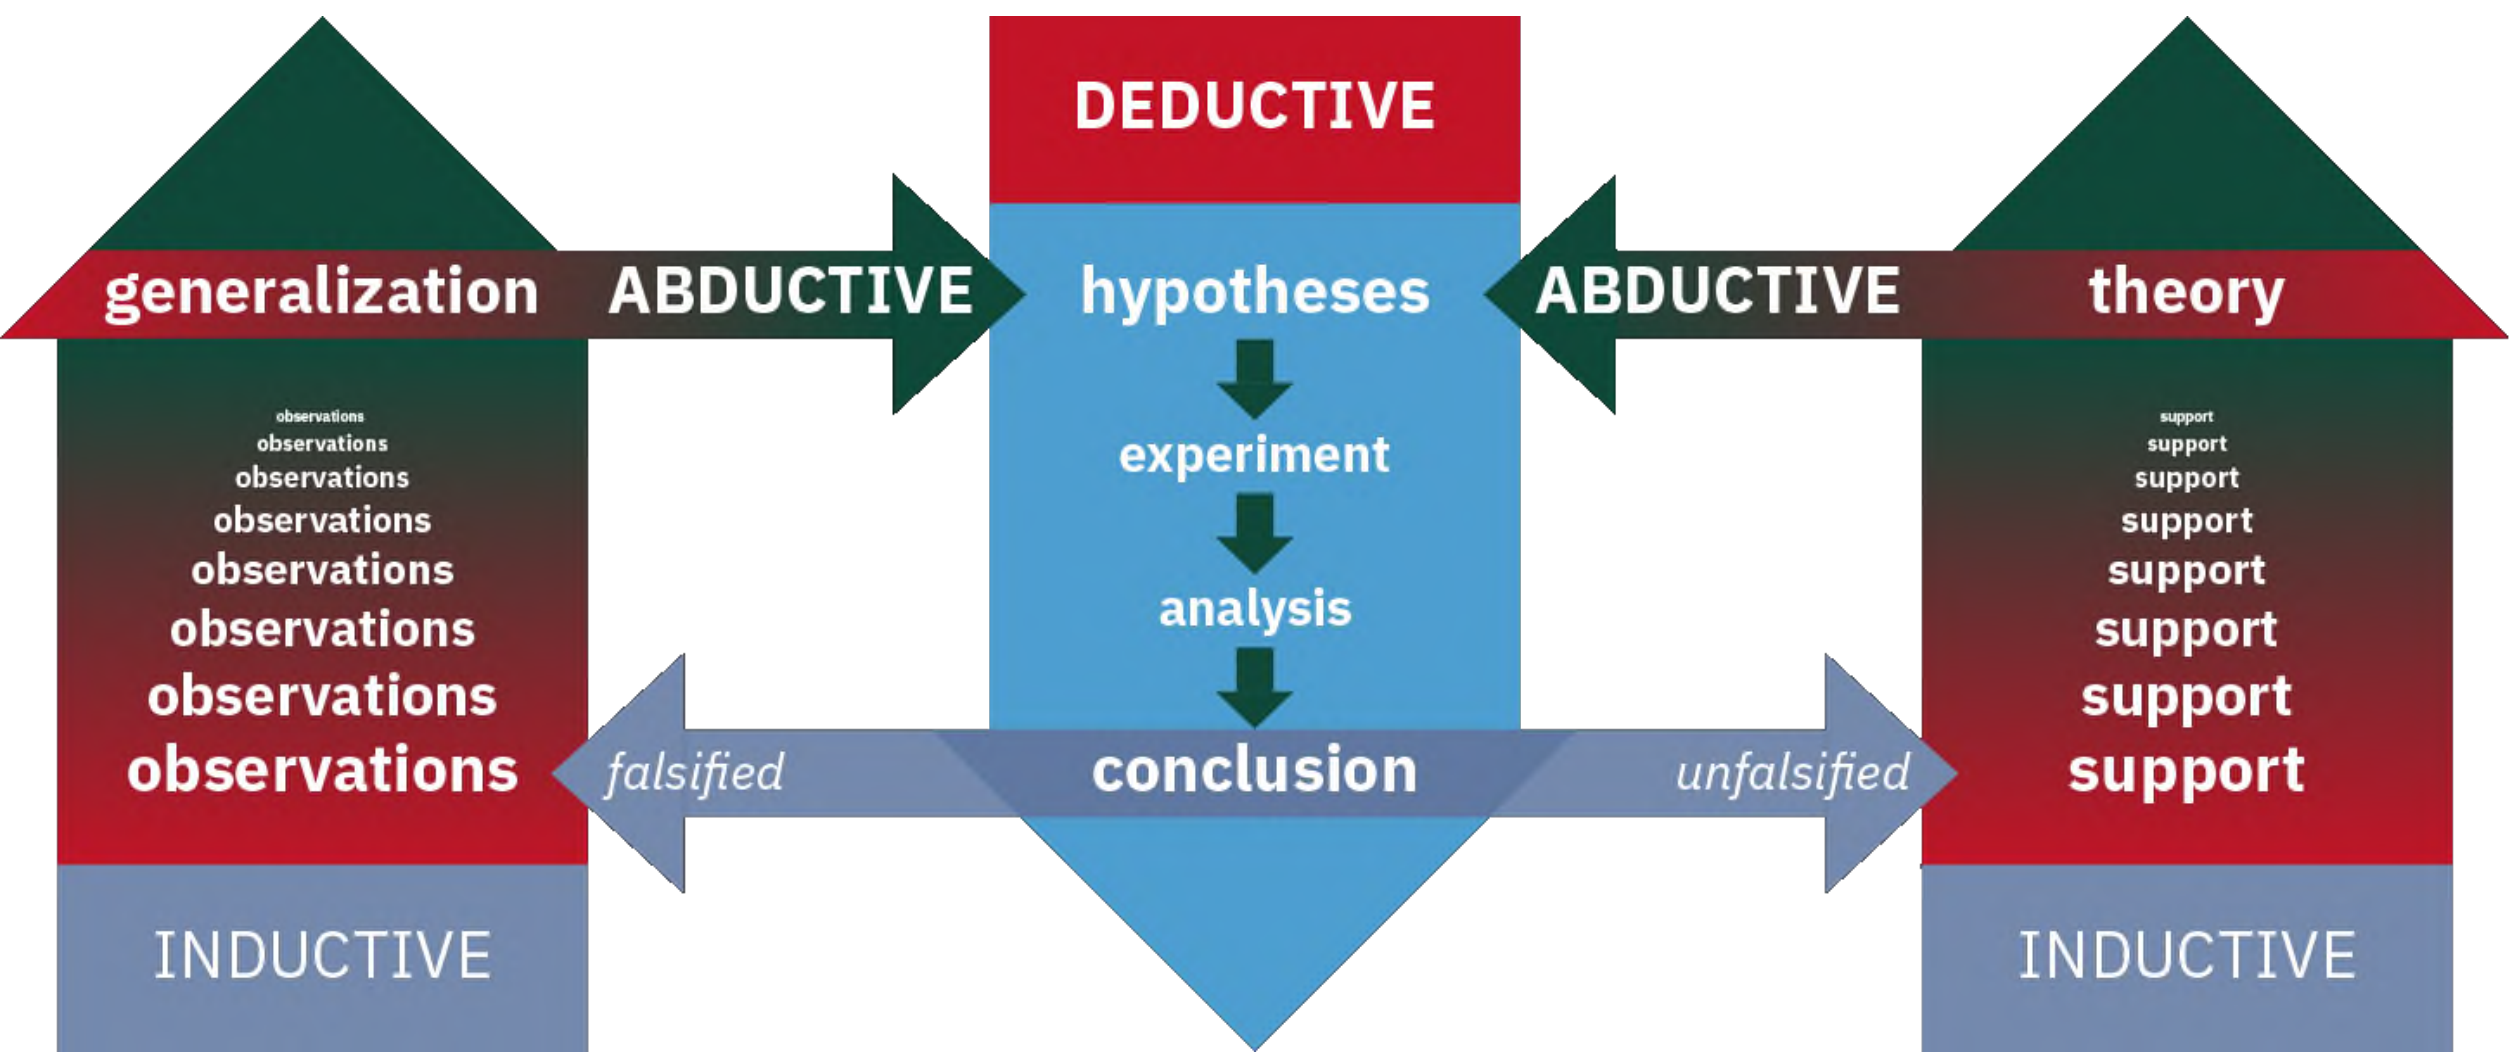 DEDUCTIVE
generalization
ABDUCTIVE
hypotheses
ABDUCTIVE
theory
observations
observations
observations
observations
observations
observations
observations
observations
INDUCTIVE
experiment
analysis
falsified
conclusion
unfalsified
support
support
support
support
support
support
support
support
INDUCTIVE